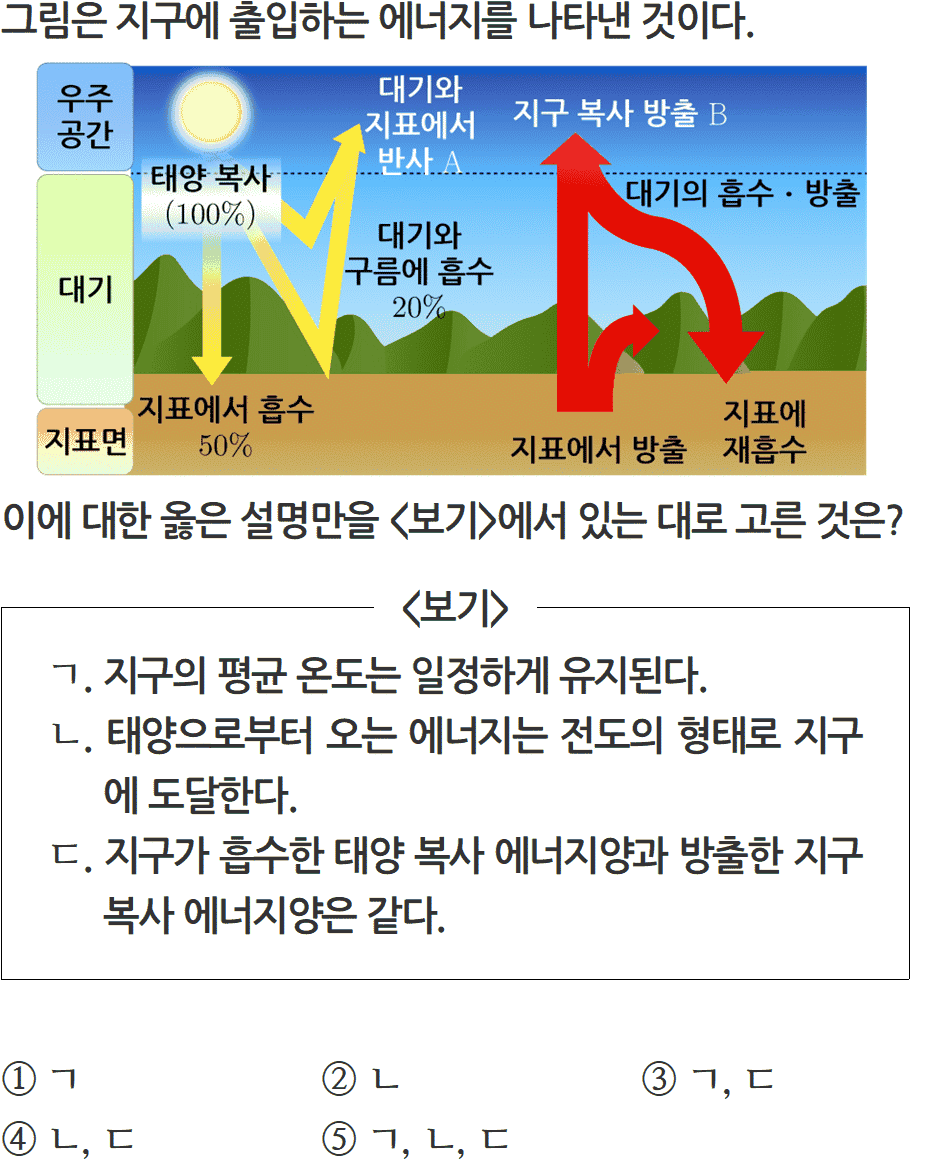 그림은 지구에 출입하는 에너지를 나타낸 것이다.
우주
공간
대기
지표면
태양 복사
(100%)
대기와
지표에서
반사 A
지구 복사 방출 B
대기의 흡수 · 방출
대기와
구름에 흡수
20%
지표에서 흡수
50%
지표에서 방출
지표에
재흡수
이에 대한 옳은 설명만을 <보기>에서 있는 대로 고른 것은?
<보기>
ㄱ. 지구의 평균 온도는 일정하게 유지된다.
ㄴ. 태양으로부터 오는 에너지는 전도의 형태로 지구
에 도달한다.
ㄷ. 지구가 흡수한 태양 복사 에너지양과 방출한 지구
복사 에너지양은 같다.
① ㄱ ② ㄴ ③ ㄱ, ㄷ
④ ㄴ, ㄷ ⑤ ㄱ, ㄴ, ㄷ